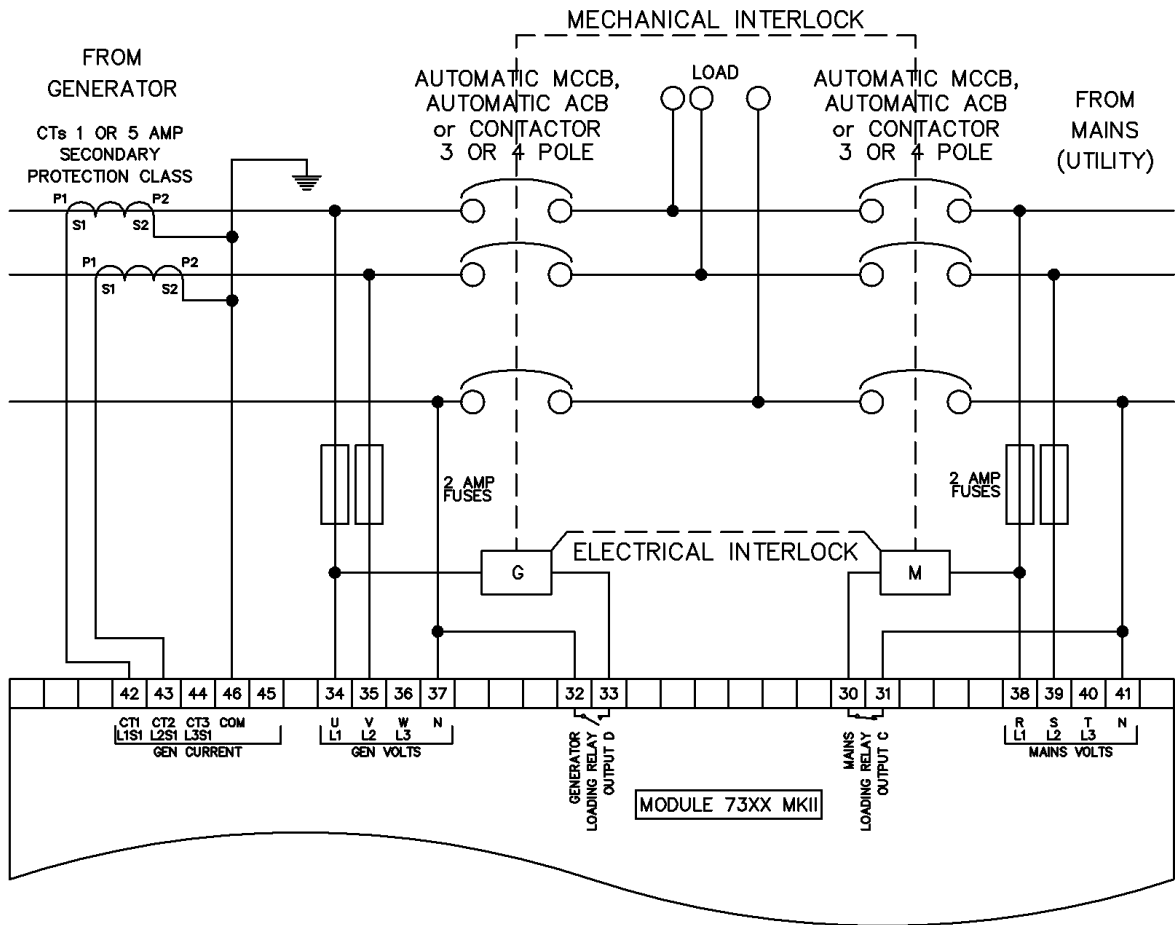 MECHANICAL INTERLOCK
FROM
GENERATOR
CTs 1 OR 5 AMP
SECONDARY
PROTECTION CLASS
AUTOMATIC MCCB,
AUTOMATIC ACB
or CONTACTOR
3 OR 4 POLE
LOAD
AUTOMATIC MCCB,
AUTOMATIC ACB
or CONTACTOR
3 OR 4 POLE
FROM
MAINS
(UTILITY)
P1 P2
S1 S2
P1 P2
S1 S2
2 AMP
FUSES
2 AMP
FUSES
ELECTRICAL INTERLOCK
G
M
42 43 44 46 45 34 35 36 37 32 33 30 31 38 39 40 41
CT1 CT2 CT3 COM
L1S1 L2S1 L3S1
GEN CURRENT
U V W N
L1 L2 L3
GEN VOLTS
GENERATOR
LOADING RELAY
OUTPUT D
MAINS
LOADING RELAY
OUTPUT C
R S T N
L1 L2 L3
MAINS VOLTS
MODULE 73XX MKII